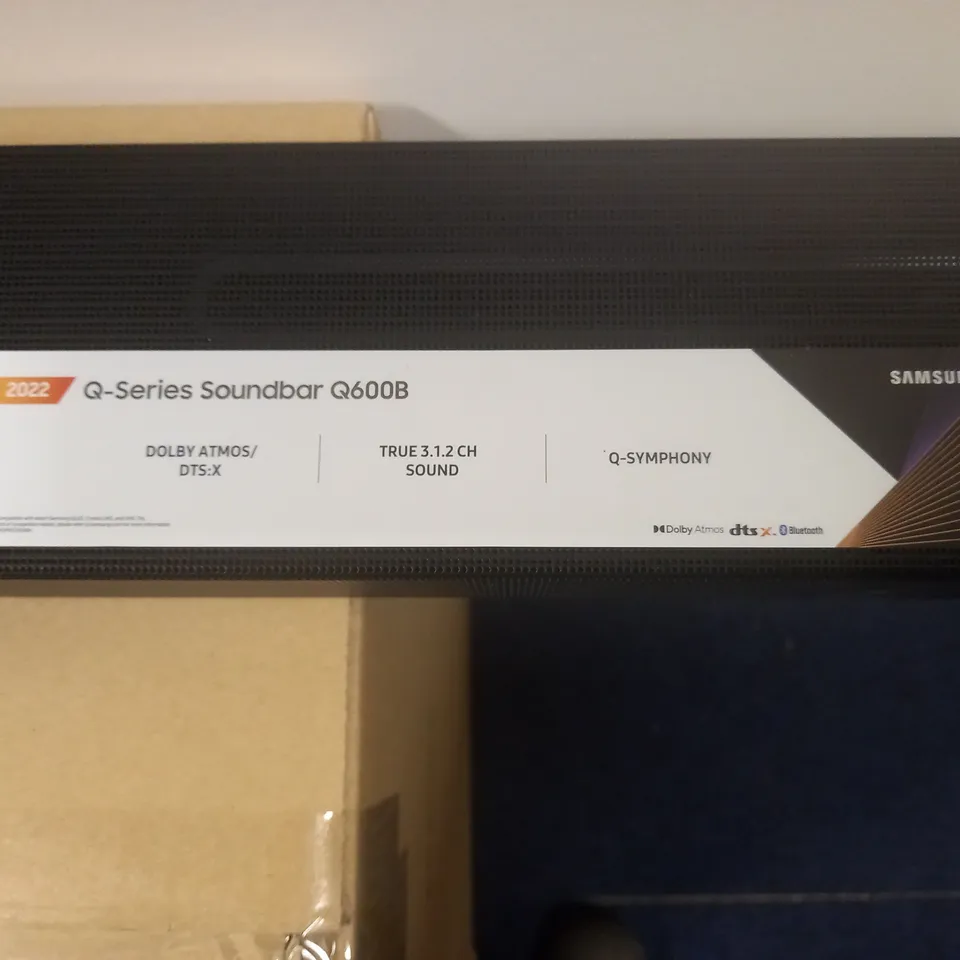 2022 Q-Series Soundbar Q600B
SAMSU
DOLBY ATMOS/
DTS:X
TRUE 3.1.2 CH
SOUND
Q-SYMPHONY
Dolby Atmos dts X Bluetooth